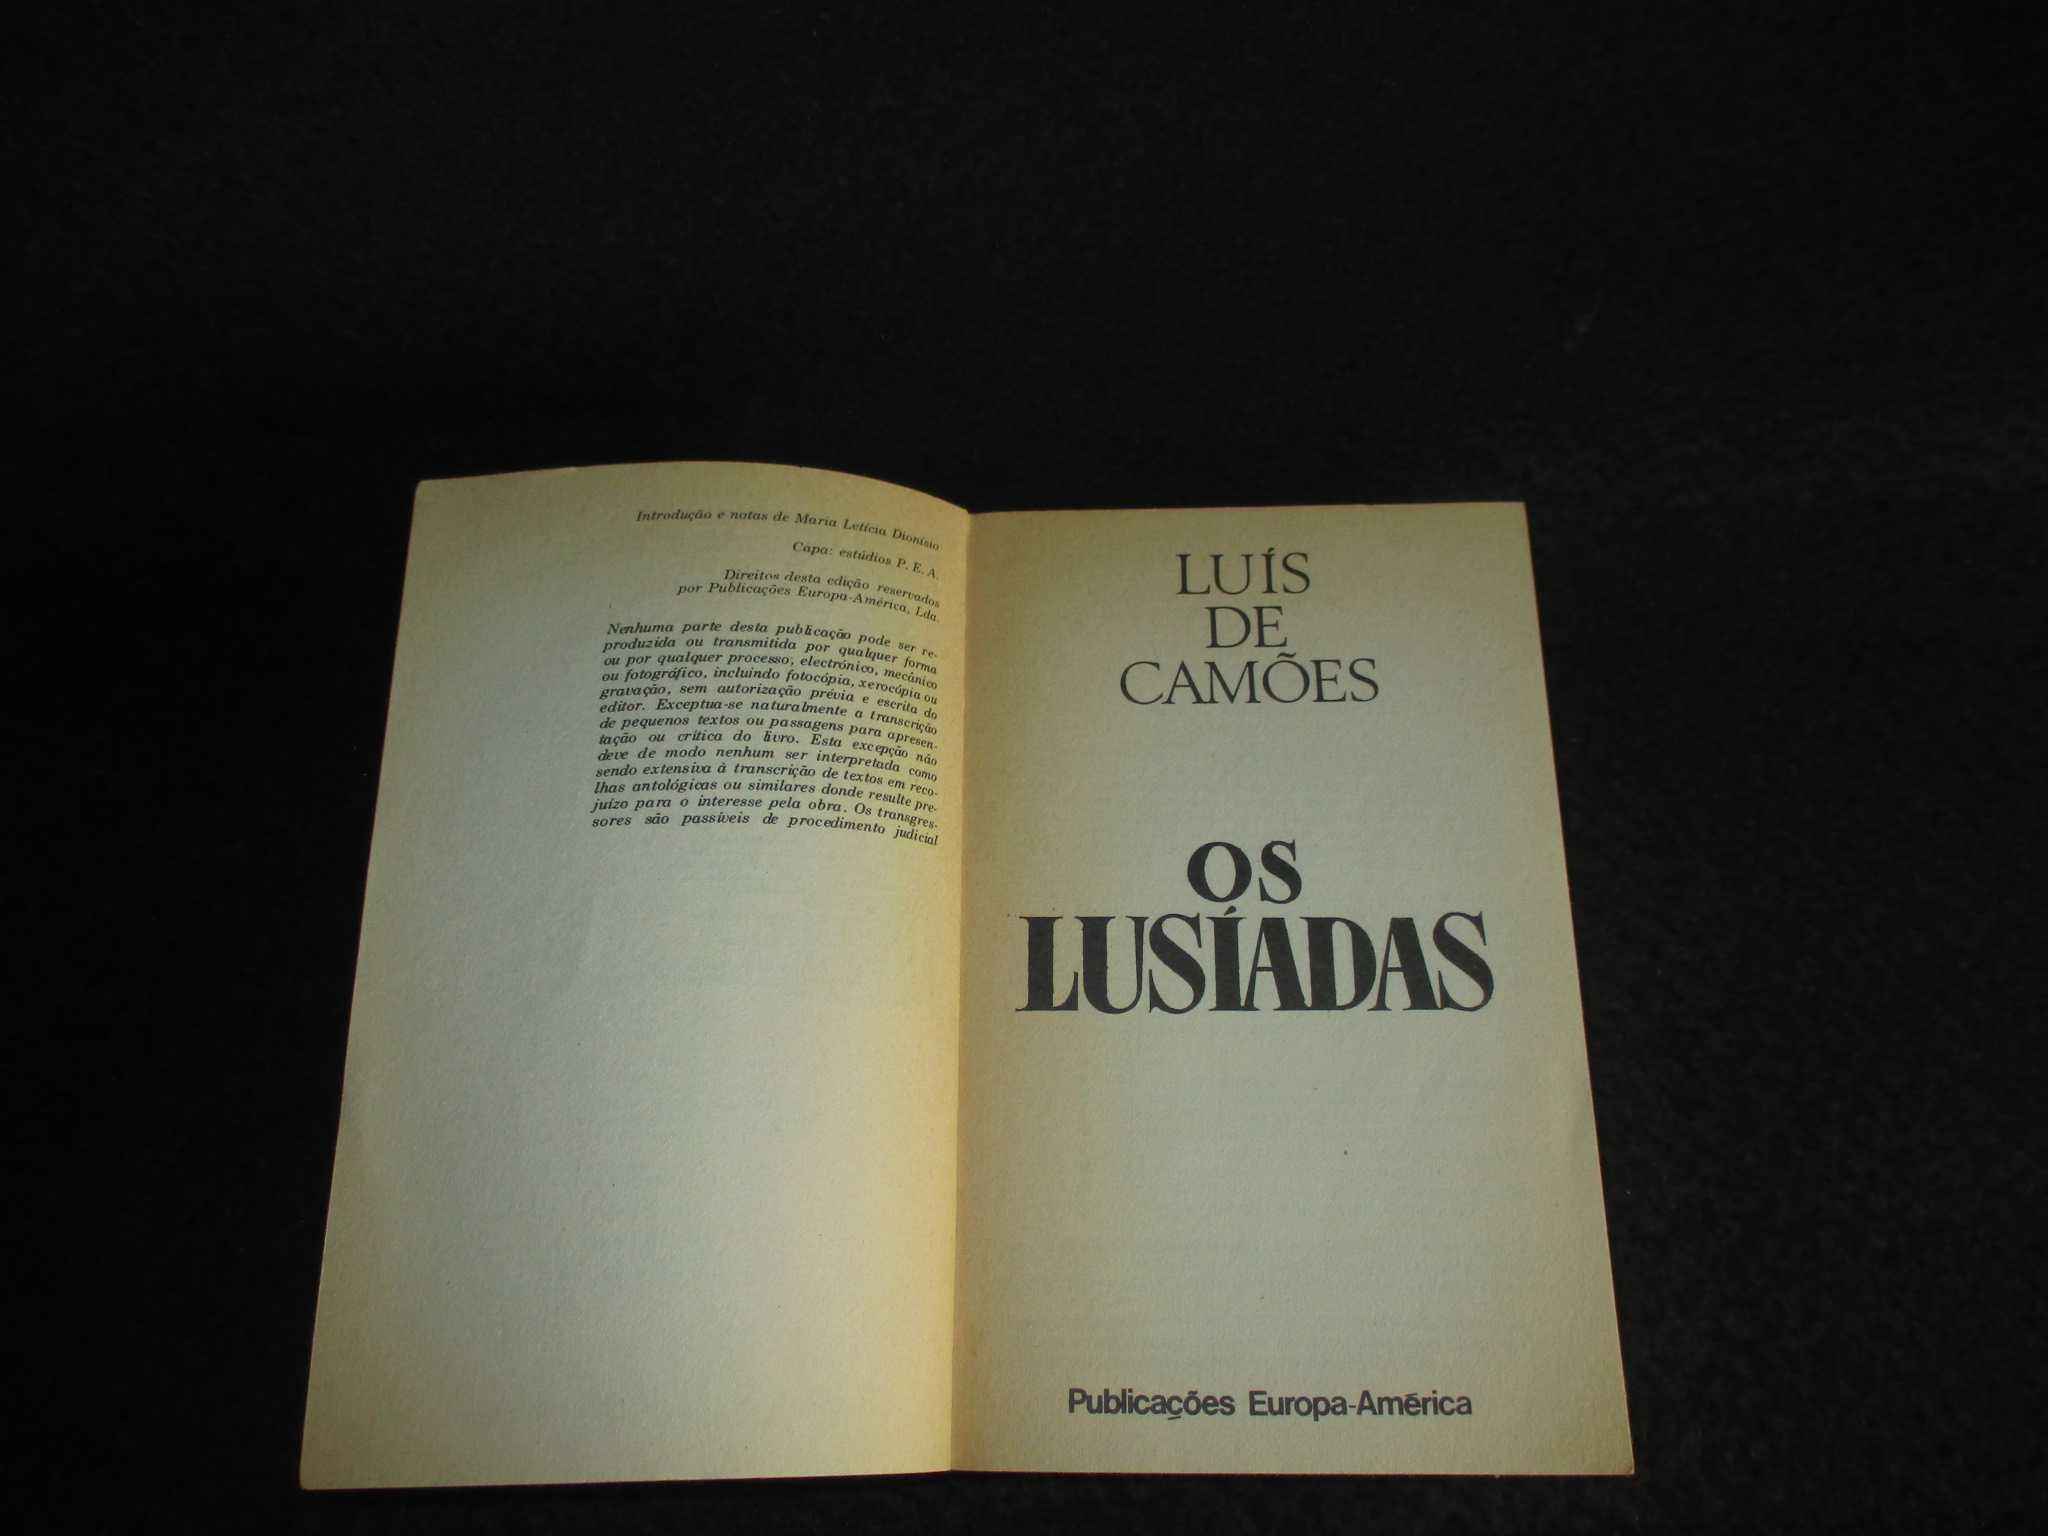 Introdução e notas de Maria Letícia Dionísio
Capa: estúdios P. E. A.
Direitos desta edição reservados
por Publicações Europa-América, Lda.
Nenhuma parte desta publicação pode ser re-
produzida ou transmitida por qualquer forma
ou por qualquer processo, electrónico, mecânico
ou fotográfico, incluindo fotocópia, xerocópia ou
gravação, sem autorização prévia e escrita do
editor. Exceptua-se naturalmente a transcrição
de pequenos textos ou passagens para apresen-
tação ou crítica do livro. Esta excepção não
deve de modo nenhum ser interpretada como
sendo extensiva à transcrição de textos em reco-
lhas antológicas ou similares donde resulte pre-
juízo para o interesse pela obra. Os transgres-
sores são passíveis de procedimento judicial
LUÍS
DE
CAMÕES
OS
LUSÍADAS
Publicações Europa-América